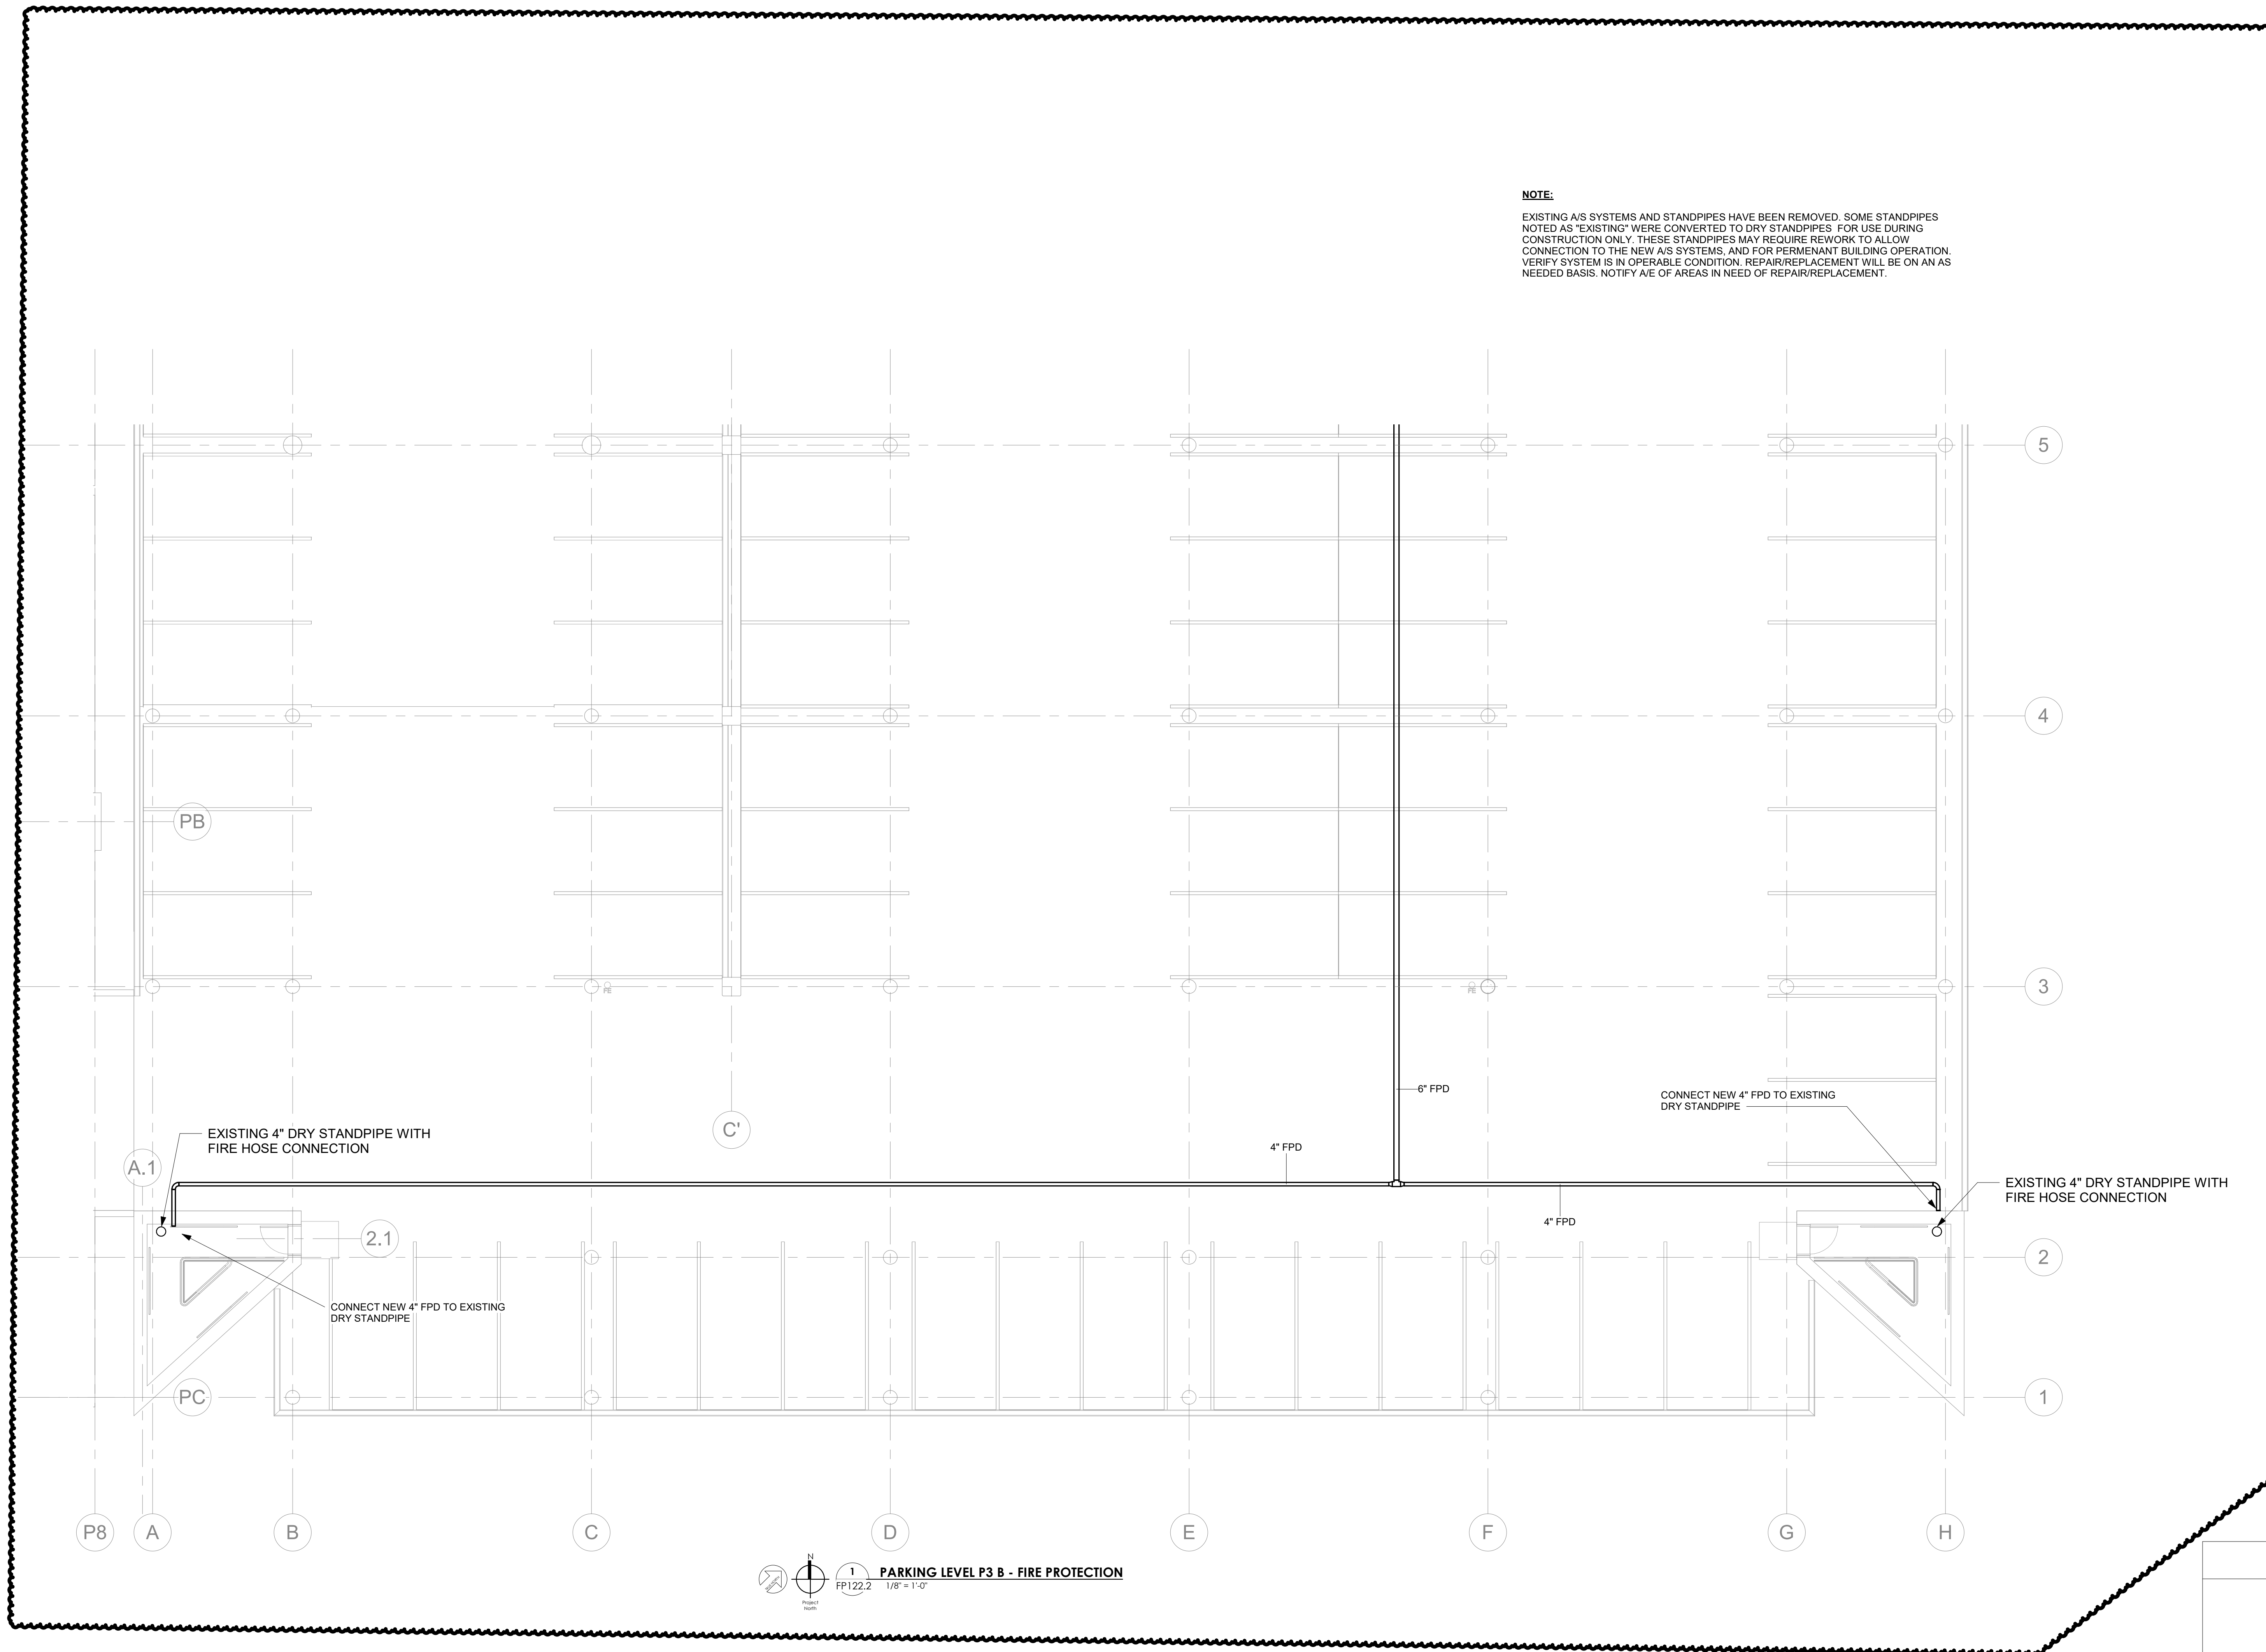 NOTE:
EXISTING A/S SYSTEMS AND STANDPIPES HAVE BEEN REMOVED. SOME STANDPIPES
NOTED AS "EXISTING" WERE CONVERTED TO DRY STANDPIPES FOR USE DURING
CONSTRUCTION ONLY. THESE STANDPIPES MAY REQUIRE REWORK TO ALLOW
CONNECTION TO THE NEW A/S SYSTEMS, AND FOR PERMENANT BUILDING OPERATION.
VERIFY SYSTEM IS IN OPERABLE CONDITION. REPAIR/REPLACEMENT WILL BE ON AN AS
NEEDED BASIS. NOTIFY A/E OF AREAS IN NEED OF REPAIR/REPLACEMENT.
5
4
PB
FE
FE
3
6" FPD
CONNECT NEW 4" FPD TO EXISTING
DRY STANDPIPE
C'
EXISTING 4" DRY STANDPIPE WITH
FIRE HOSE CONNECTION
4" FPD
A.1
EXISTING 4" DRY STANDPIPE WITH
FIRE HOSE CONNECTION
4" FPD
2.1
2
CONNECT NEW 4" FPD TO EXISTING
DRY STANDPIPE
PC
1
P8
A
B
C
D
E
F
G
H
N
Project
North
1
FP122.2
PARKING LEVEL P3 B - FIRE PROTECTION
1/8" = 1'-0"